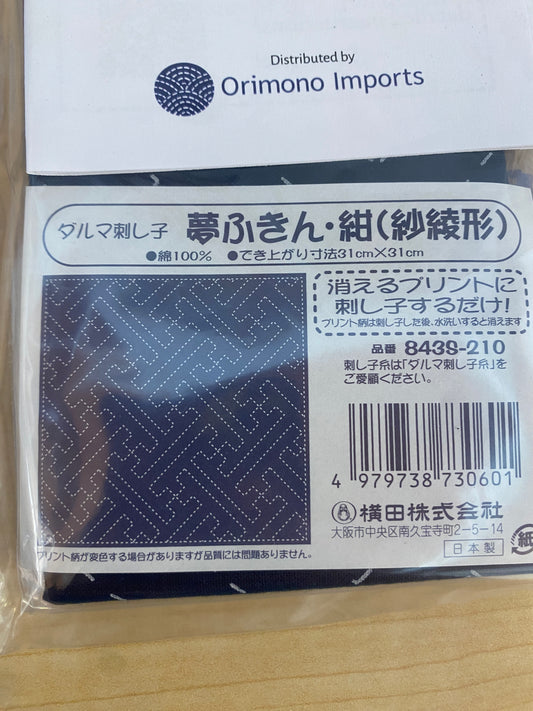 Distributed by
Orimono Imports
ダルマ刺し子 夢ふきん・紺(紗綾形)
●綿100% ●でき上がり寸法31cm×31cm
消えるプリントに
刺し子するだけ!
プリント柄は刺し子した後、水洗いすると消えます
品番 8439-210
刺し子糸は「ダルマ刺し子糸」を
ご愛顧ください。
4 979738 730601
横田株式会社
大阪市中央区南久宝寺町2-5-14
日本製
紙
プリント柄が変色する場合がありますが品質には問題ありません。